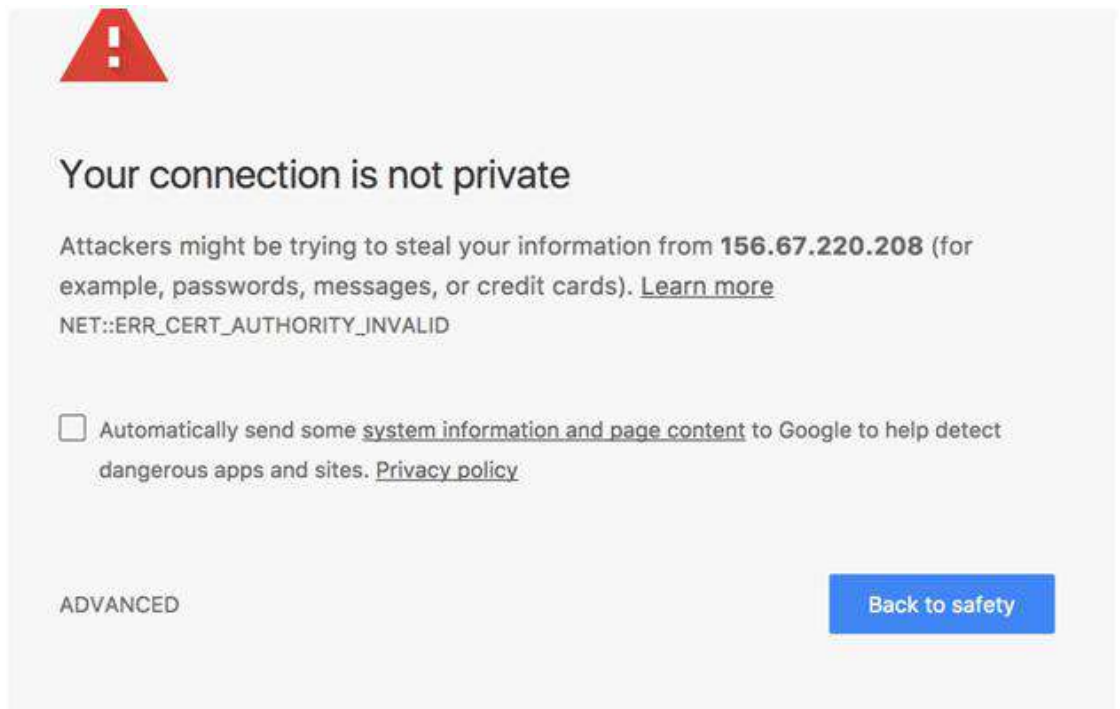 Your connection is not private
Attackers might be trying to steal your information from 156.67.220.208 (for
example, passwords, messages, or credit cards). Learn more
NET::ERR_CERT_AUTHORITY_INVALID
Automatically send some system information and page content to Google to help detect
dangerous apps and sites. Privacy policy
ADVANCED
Back to safety